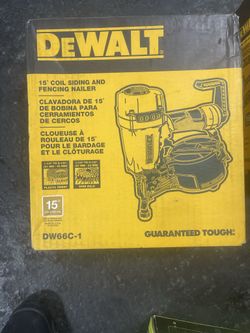 DEWALT
15° COIL SIDING AND
FENCING NAILER
CLAVADORA DE 15°
DE BOBINA PARA
CERRAMIENTOS
DE CERCOS
CLOUEUSE À
ROULEAU DE 15°
POUR LE BARDAGE
ET LE CLÔTURAGE
15°
DW66C-1
GUARANTEED TOUGH.